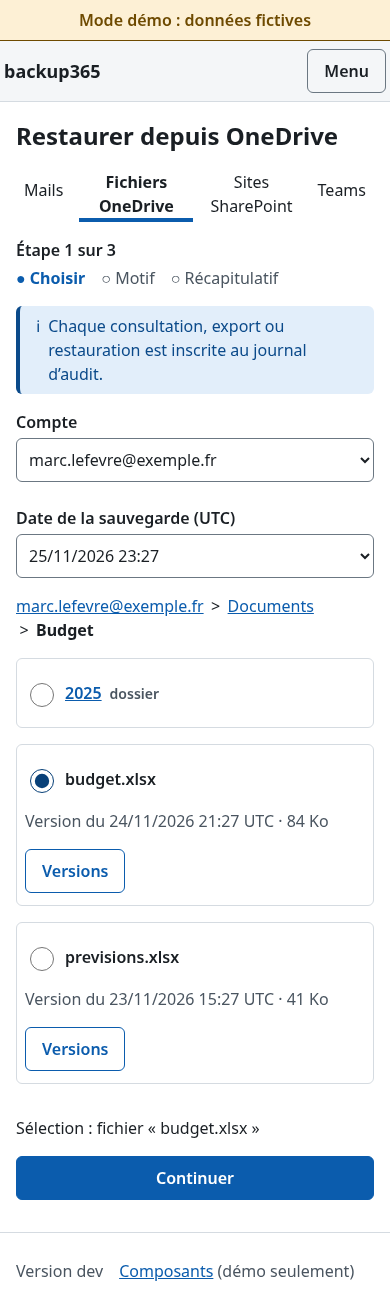 Mode démo : données fictives
backup365
Menu
Restaurer depuis OneDrive
Mails
Fichiers OneDrive
Sites SharePoint
Teams
Étape 1 sur 3
● Choisir ○ Motif ○ Récapitulatif
i Chaque consultation, export ou
restauration est inscrite au journal
d’audit.
Compte
marc.lefevre@exemple.fr
Date de la sauvegarde (UTC)
25/11/2026 23:27
marc.lefevre@exemple.fr > Documents
> Budget
2025 dossier
budget.xlsx
Version du 24/11/2026 21:27 UTC · 84 Ko
Versions
previsions.xlsx
Version du 23/11/2026 15:27 UTC · 41 Ko
Versions
Sélection : fichier « budget.xlsx »
Continuer
Version dev Composants (démo seulement)